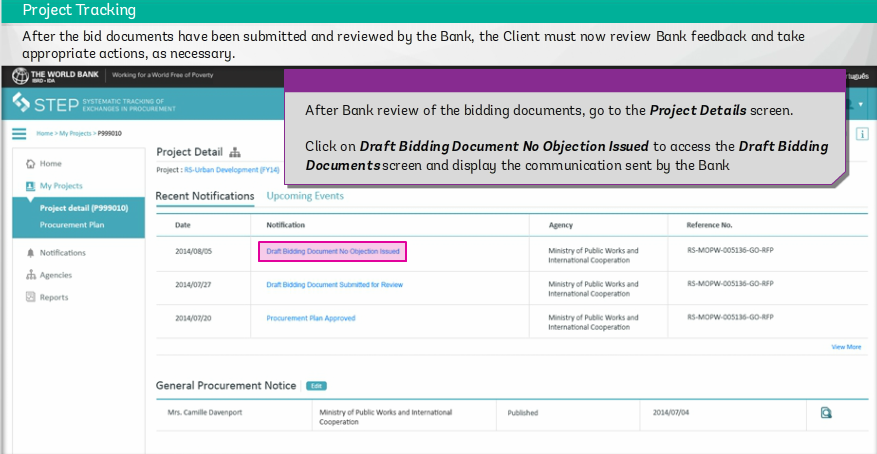 Project Tracking
After the bid documents have been submitted and reviewed by the Bank, the Client must now review Bank feedback and take
appropriate actions, as necessary.
THE WORLD BANK
IBRD • IDA
Working for a World Free of Poverty
STEP
SYSTEMATIC TRACKING OF
EXCHANGES IN PROCUREMENT
After Bank review of the bidding documents, go to the Project Details screen.
Click on Draft Bidding Document No Objection Issued to access the Draft Bidding
Documents screen and display the communication sent by the Bank
Home > My Projects > P999010
Home
My Projects
Project detail (P999010)
Procurement Plan
Notifications
Agencies
Reports
Project Detail
Project : RS-Urban Development (FY14)
Recent Notifications Upcoming Events
Date Notification Agency Reference No.
2014/08/05 Draft Bidding Document No Objection Issued Ministry of Public Works and RS-MOPW-005136-GO-RFP
International Cooperation
2014/07/27 Draft Bidding Document Submitted for Review Ministry of Public Works and RS-MOPW-005136-GO-RFP
International Cooperation
2014/07/20 Procurement Plan Approved Ministry of Public Works and RS-MOPW-005136-GO-RFP
International Cooperation
View More
General Procurement Notice Edit
Mrs. Camille Davenport Ministry of Public Works and International Published 2014/07/04
Cooperation